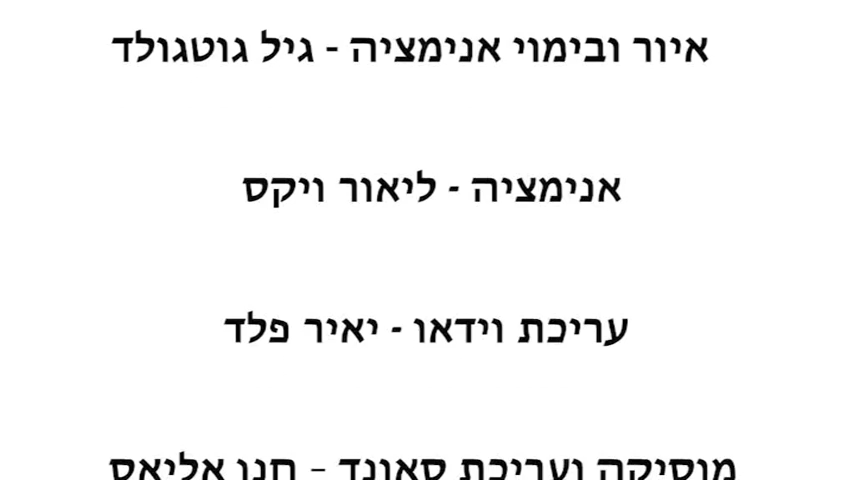 איור ובימוי אנימציה - גיל גוטגולד
אנימציה - ליאור ויקס
עריכת וידאו - יאיר פלד
מוסיקה ועריכת סאונד - חנן אליאס